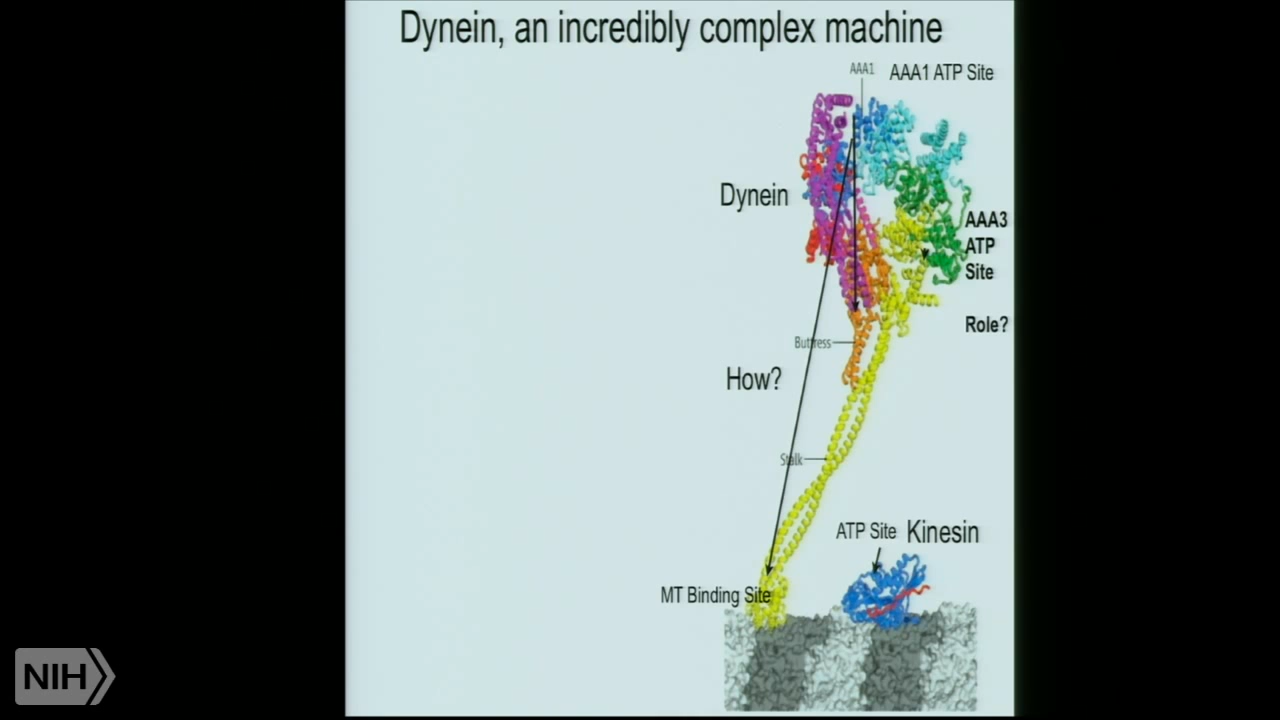 Dynein, an incredibly complex machine
AAA1
AAA1 ATP Site
Dynein
AAA3
ATP
Site
Role?
Buttress
How?
Stalk
ATP Site
Kinesin
MT Binding Site
NIH